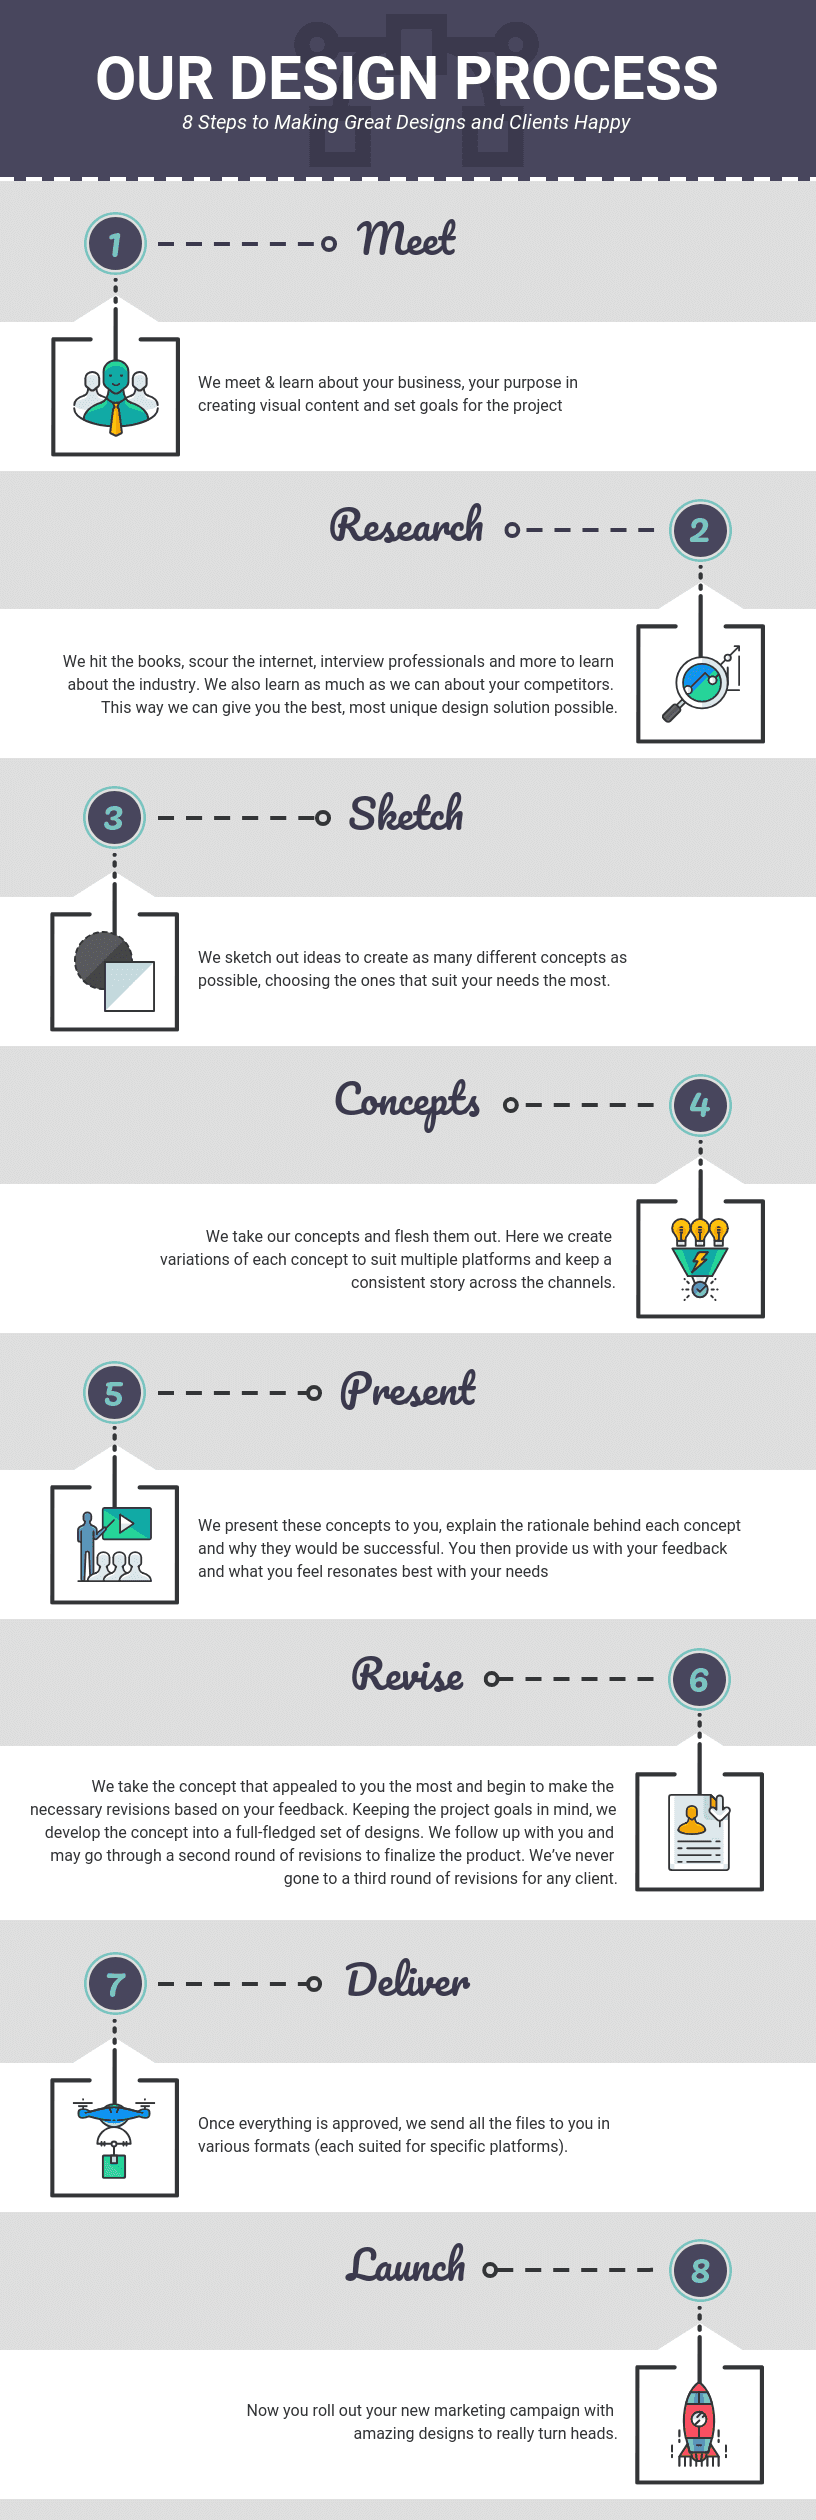 OUR DESIGN PROCESS
8 Steps to Making Great Designs and Clients Happy
1
Meet
We meet & learn about your business, your purpose in
creating visual content and set goals for the project
Research
2
We hit the books, scour the internet, interview professionals and more to learn
about the industry. We also learn as much as we can about your competitors.
This way we can give you the best, most unique design solution possible.
3
Sketch
We sketch out ideas to create as many different concepts as
possible, choosing the ones that suit your needs the most.
Concepts
4
We take our concepts and flesh them out. Here we create
variations of each concept to suit multiple platforms and keep a
consistent story across the channels.
5
Present
We present these concepts to you, explain the rationale behind each concept
and why they would be successful. You then provide us with your feedback
and what you feel resonates best with your needs
Revise
6
We take the concept that appealed to you the most and begin to make the
necessary revisions based on your feedback. Keeping the project goals in mind, we
develop the concept into a full-fledged set of designs. We follow up with you and
may go through a second round of revisions to finalize the product. We've never
gone to a third round of revisions for any client.
7
Deliver
Once everything is approved, we send all the files to you in
various formats (each suited for specific platforms).
Launch
8
Now you roll out your new marketing campaign with
amazing designs to really turn heads.